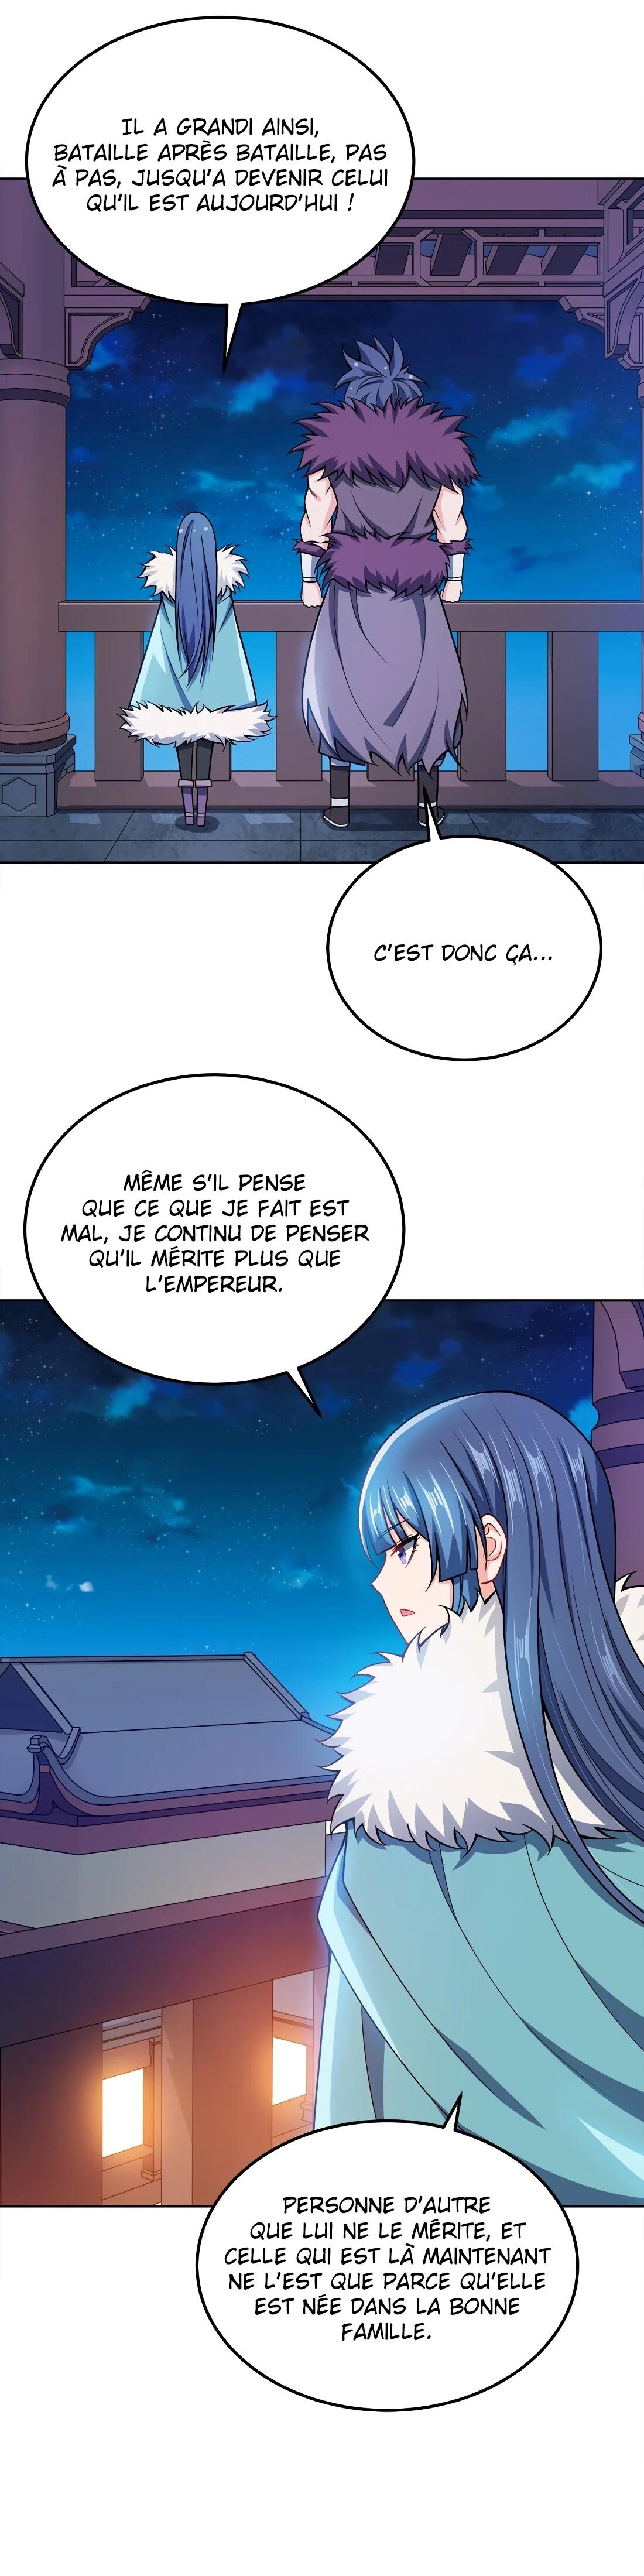 IL A GRANDI AINSI,
BATAILLE APRÈS BATAILLE, PAS
À PAS, JUSQU'A DEVENIR CELUI
QU'IL EST AUJOURD'HUI !
C'EST DONC ÇA...
MÊME S'IL PENSE
QUE CE QUE JE FAIT EST
MAL, JE CONTINU DE PENSER
QU'IL MÉRITE PLUS QUE
L'EMPEREUR.
PERSONNE D'AUTRE
QUE LUI NE LE MÉRITE, ET
CELLE QUI EST LÀ MAINTENANT
NE L'EST QUE PARCE QU'ELLE
EST NÉE DANS LA BONNE
FAMILLE.